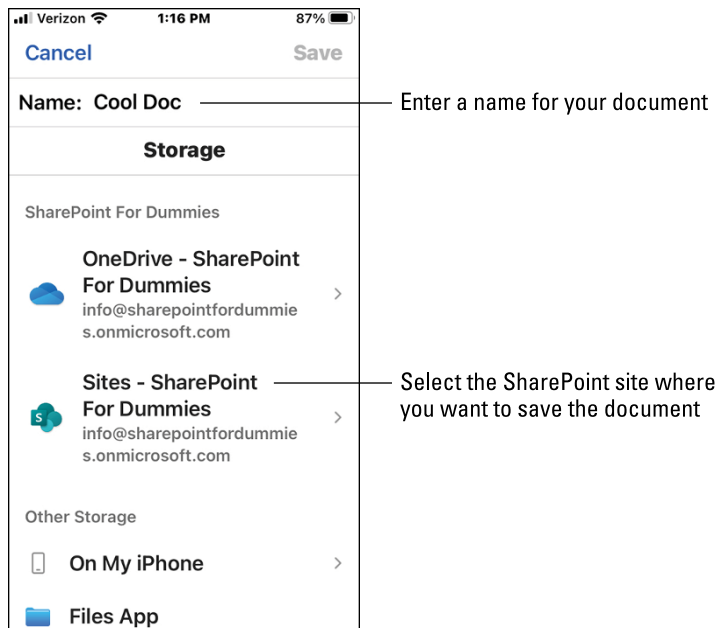 Verizon 1:16 PM 87%
Cancel Save
Name: Cool Doc
Enter a name for your document
Storage
SharePoint For Dummies
OneDrive - SharePoint
For Dummies
info@sharepointfordummie
s.onmicrosoft.com
Sites - SharePoint
For Dummies
info@sharepointfordummie
s.onmicrosoft.com
Select the SharePoint site where
you want to save the document
Other Storage
On My iPhone
Files App